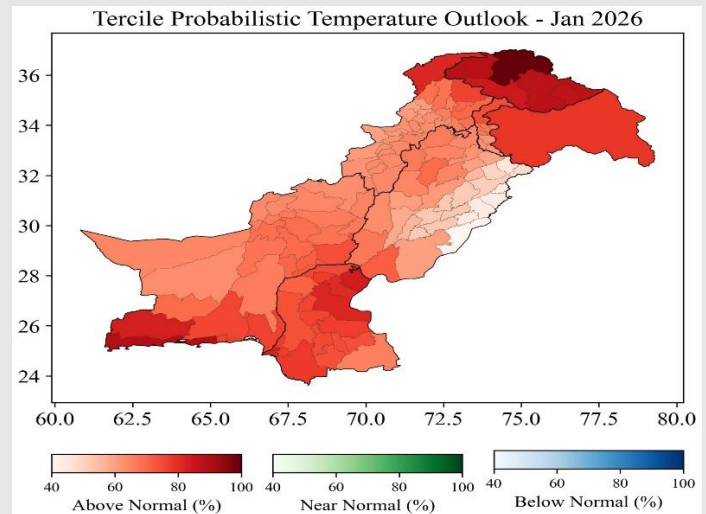 Tercile Probabilistic Temperature Outlook - Jan 2026
36
34
32
30
28
26
24
60.0 62.5 65.0 67.5 70.0 72.5 75.0 77.5 80.0
40 60 80 100
Above Normal (%)
40 60 80 100
Near Normal (%)
40 60 80 100
Below Normal (%)